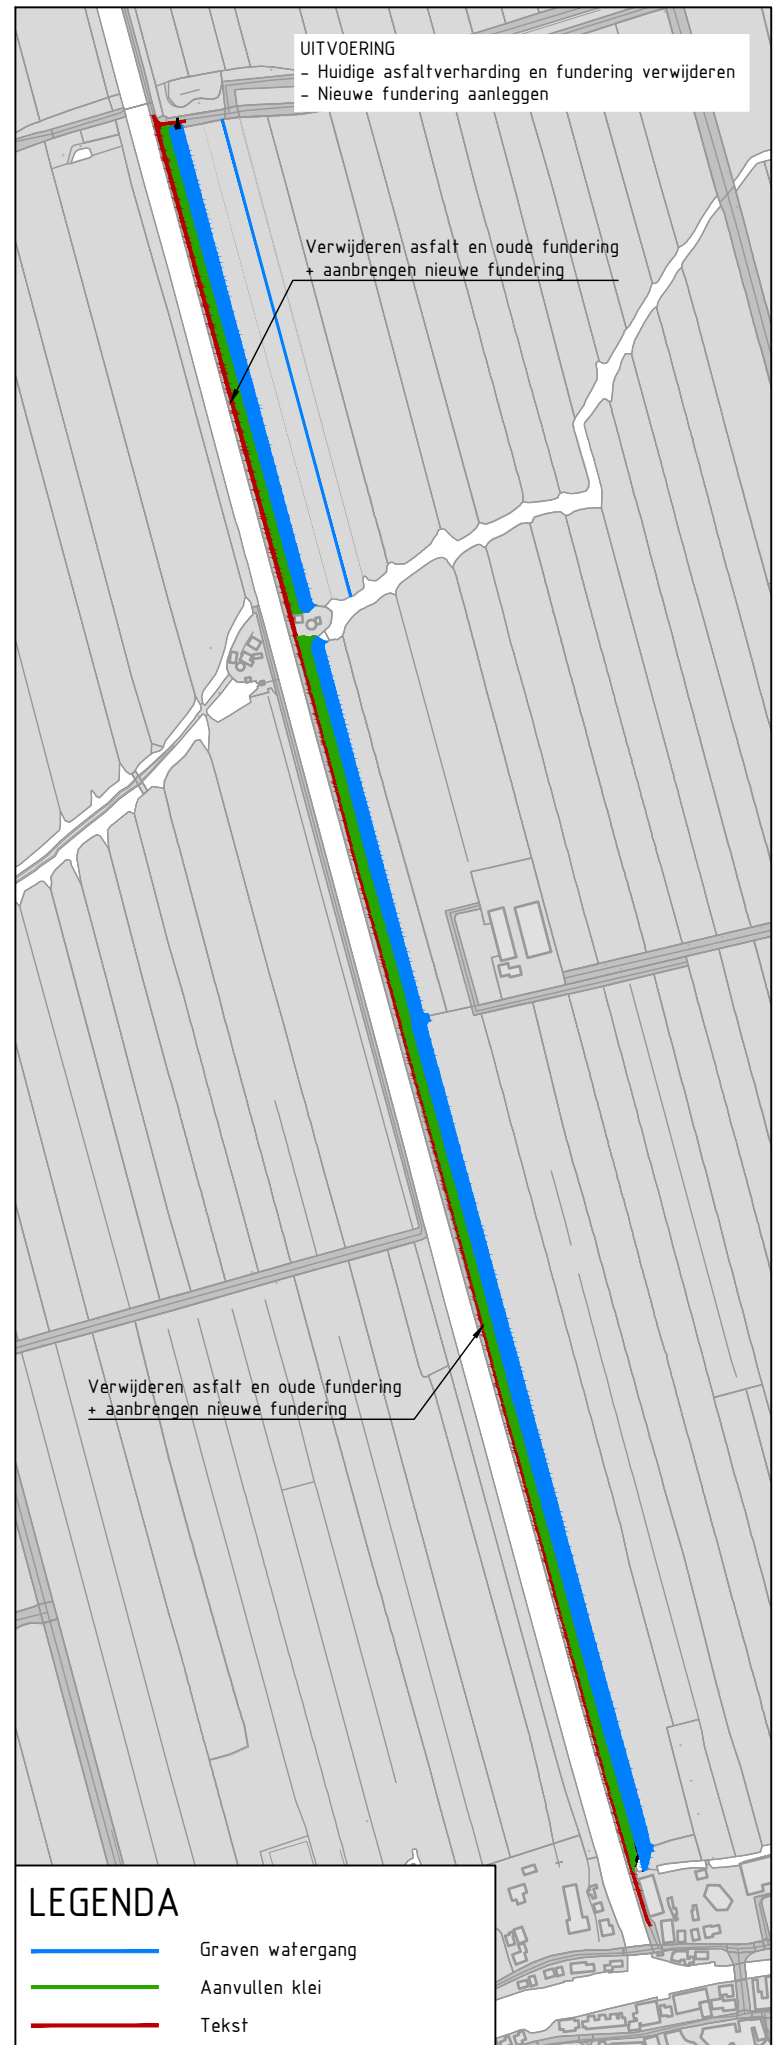 UITVOERING
- Huidige asfaltverharding en fundering verwijderen
- Nieuwe fundering aanleggen
Verwijderen asfalt en oude fundering
+ aanbrengen nieuwe fundering
Verwijderen asfalt en oude fundering
+ aanbrengen nieuwe fundering
LEGENDA
Graven watergang
Aanvullen klei
Tekst